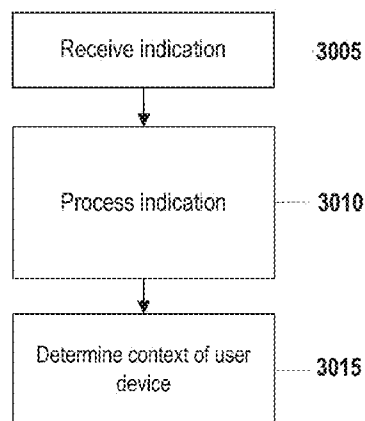 Receive indication
3005
Process indication
3010
Determine context of user
device
3015